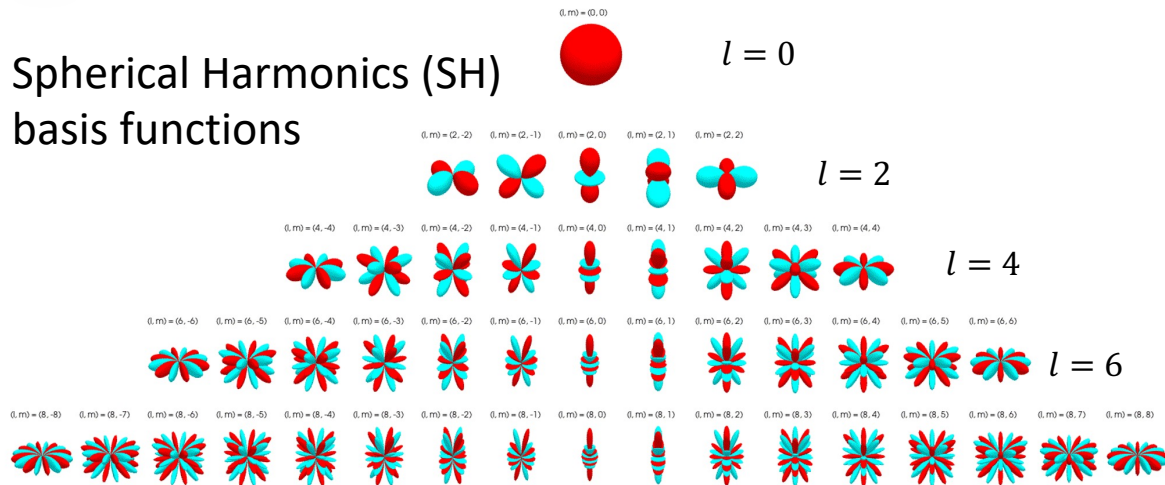 (l, m) = (0, 0)
l = 0
Spherical Harmonics (SH)
basis functions
(l, m) = (2, -2) (l, m) = (2, -1) (l, m) = (2, 0) (l, m) = (2, 1) (l, m) = (2, 2)
l = 2
(l, m) = (4, -4) (l, m) = (4, -3) (l, m) = (4, -2) (l, m) = (4, -1) (l, m) = (4, 0) (l, m) = (4, 1) (l, m) = (4, 2) (l, m) = (4, 3) (l, m) = (4, 4)
l = 4
(l, m) = (6, -6) (l, m) = (6, -5) (l, m) = (6, -4) (l, m) = (6, -3) (l, m) = (6, -2) (l, m) = (6, -1) (l, m) = (6, 0) (l, m) = (6, 1) (l, m) = (6, 2) (l, m) = (6, 3) (l, m) = (6, 4) (l, m) = (6, 5) (l, m) = (6, 6)
l = 6
(l, m) = (8, -8) (l, m) = (8, -7) (l, m) = (8, -6) (l, m) = (8, -5) (l, m) = (8, -4) (l, m) = (8, -3) (l, m) = (8, -2) (l, m) = (8, -1) (l, m) = (8, 0) (l, m) = (8, 1) (l, m) = (8, 2) (l, m) = (8, 3) (l, m) = (8, 4) (l, m) = (8, 5) (l, m) = (8, 6) (l, m) = (8, 7) (l, m) = (8, 8)